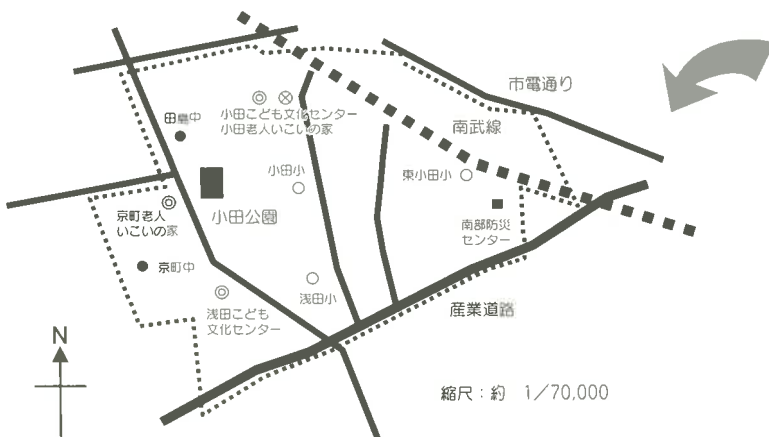 市電通り
南武線
田島中
小田こども文化センター
小田老人いこいの家
小田小
東小田小
小田公園
京町老人
いこいの家
南部防災
センター
京町中
浅田小
浅田こども
文化センター
産業道路
N
縮尺：約 1/70,000